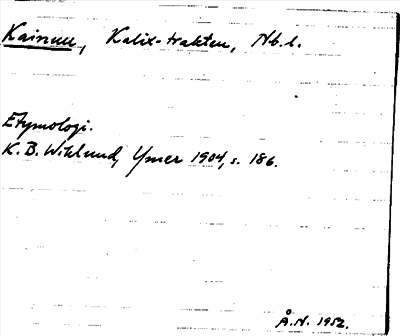 Kainuu, Kalix-trakten, Nb.l.
Etymologi.
K. B. Wiklund, Ymer 1904, s. 186.
Å.N. 1952.